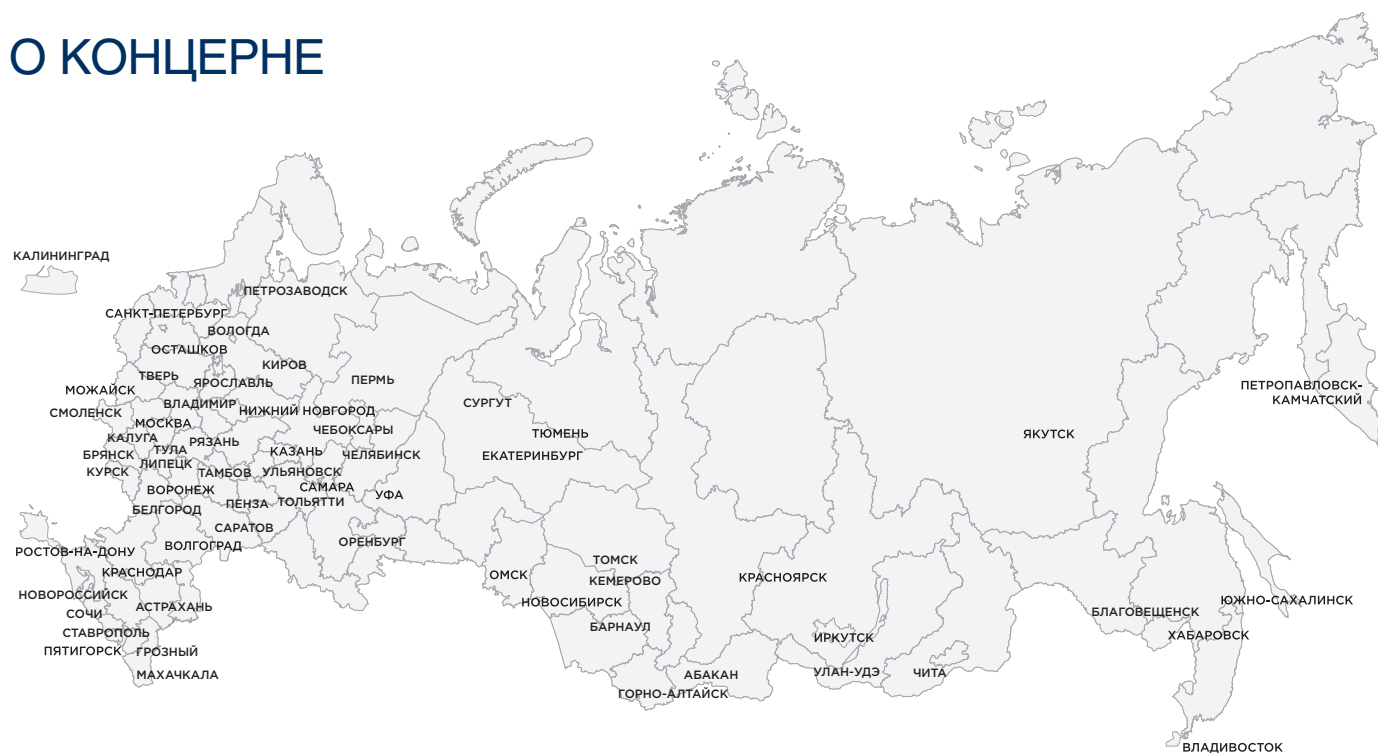 О КОНЦЕРНЕ
КАЛИНИНГРАД
ПЕТРОЗАВОДСК
САНКТ-ПЕТЕРБУРГ
ВОЛОГДА
ОСТАШКОВ
КИРОВ
ТВЕРЬ
ЯРОСЛАВЛЬ
ПЕРМЬ
МОЖАЙСК
ВЛАДИМИР
НИЖНИЙ НОВГОРОД
СМОЛЕНСК
МОСКВА
ЧЕБОКСАРЫ
КАЛУГА
РЯЗАНЬ
БРЯНСК
ТУЛА
КАЗАНЬ
ЧЕЛЯБИНСК
КУРСК
ЛИПЕЦК
ТАМБОВ
УЛЬЯНОВСК
САМАРА
УФА
ВОРОНЕЖ
ПЕНЗА
ТОЛЬЯТТИ
БЕЛГОРОД
САРАТОВ
ОРЕНБУРГ
РОСТОВ-НА-ДОНУ
ВОЛГОГРАД
КРАСНОДАР
НОВОРОССИЙСК
АСТРАХАНЬ
СОЧИ
СТАВРОПОЛЬ
ПЯТИГОРСК
ГРОЗНЫЙ
МАХАЧКАЛА
СУРГУТ
ТЮМЕНЬ
ЕКАТЕРИНБУРГ
ОМСК
ТОМСК
КЕМЕРОВО
НОВОСИБИРСК
БАРНАУЛ
КРАСНОЯРСК
АБАКАН
ГОРНО-АЛТАЙСК
ИРКУТСК
УЛАН-УДЭ
ЧИТА
ЯКУТСК
ПЕТРОПАВЛОВСК-
КАМЧАТСКИЙ
БЛАГОВЕЩЕНСК
ЮЖНО-САХАЛИНСК
ХАБАРОВСК
ВЛАДИВОСТОК